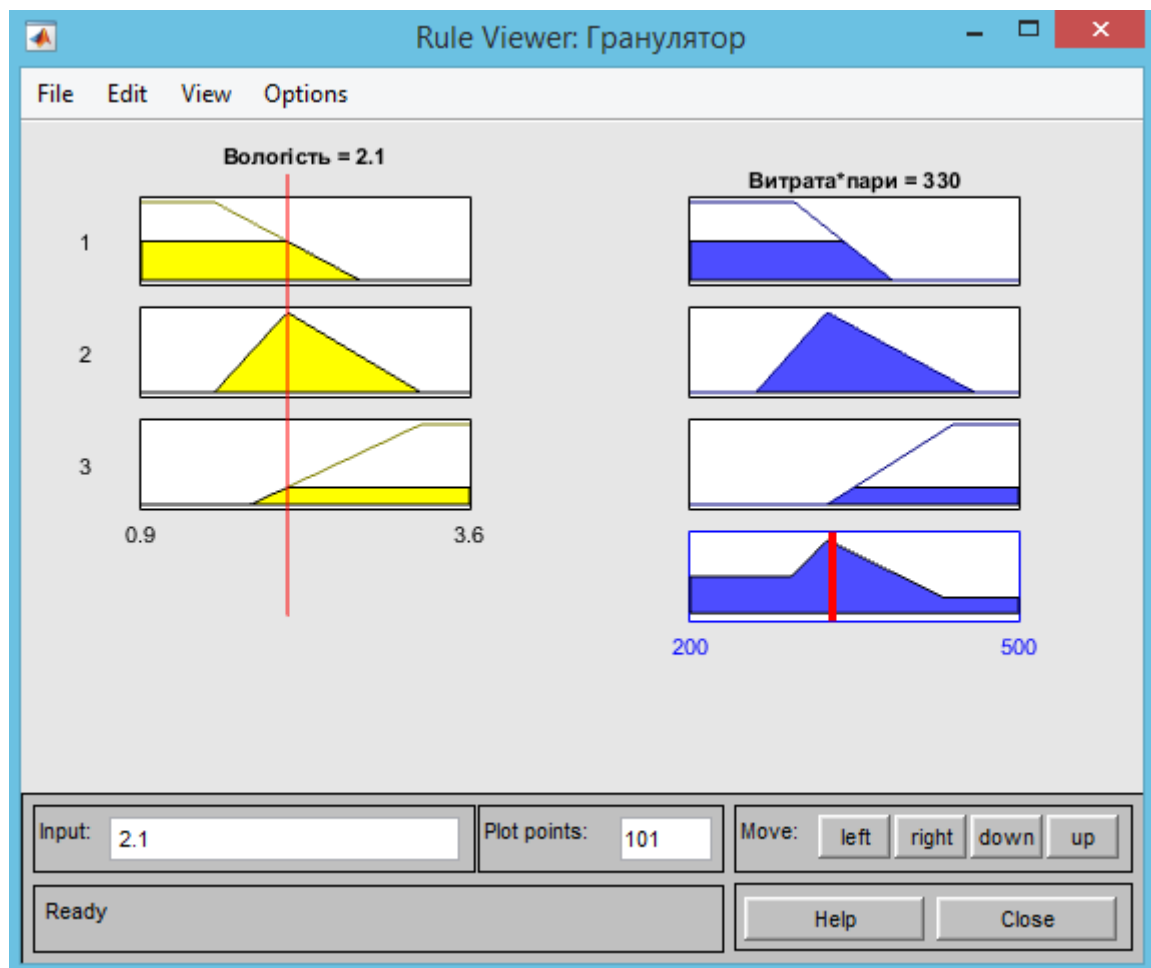 Rule Viewer: Гранулятор
File Edit View Options
Вологість = 2.1
Витрата*пари = 330
1
2
3
0.9 3.6
200 500
Input: 2.1 Plot points: 101 Move: left right down up
Ready Help Close